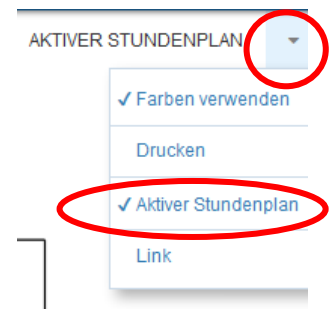 AKTIVER STUNDENPLAN
✓ Farben verwenden
Drucken
✓ Aktiver Stundenplan
Link